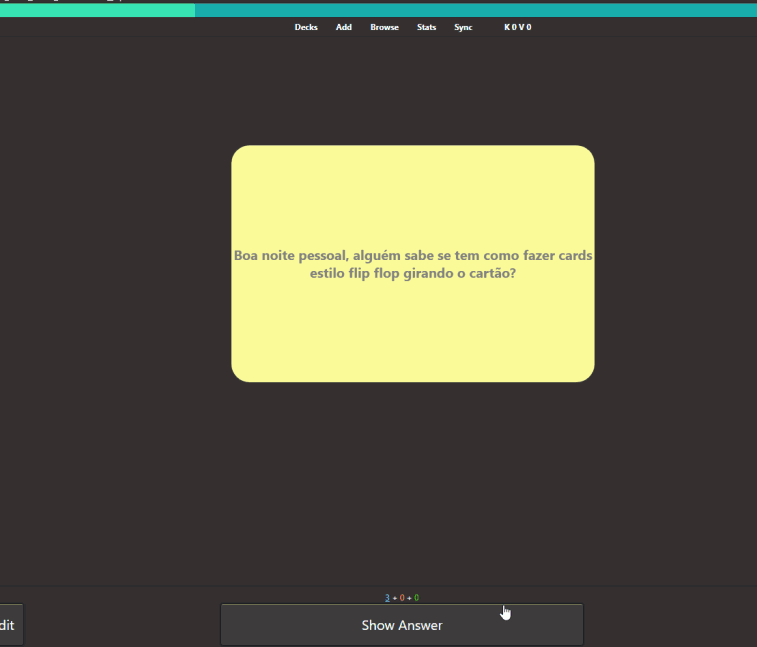 Decks Add Browse Stats Sync K 0 V 0
Boa noite pessoal, alguém sabe se tem como fazer cards
estilo flip flop girando o cartão?
3 + 0 + 0
dit Show Answer